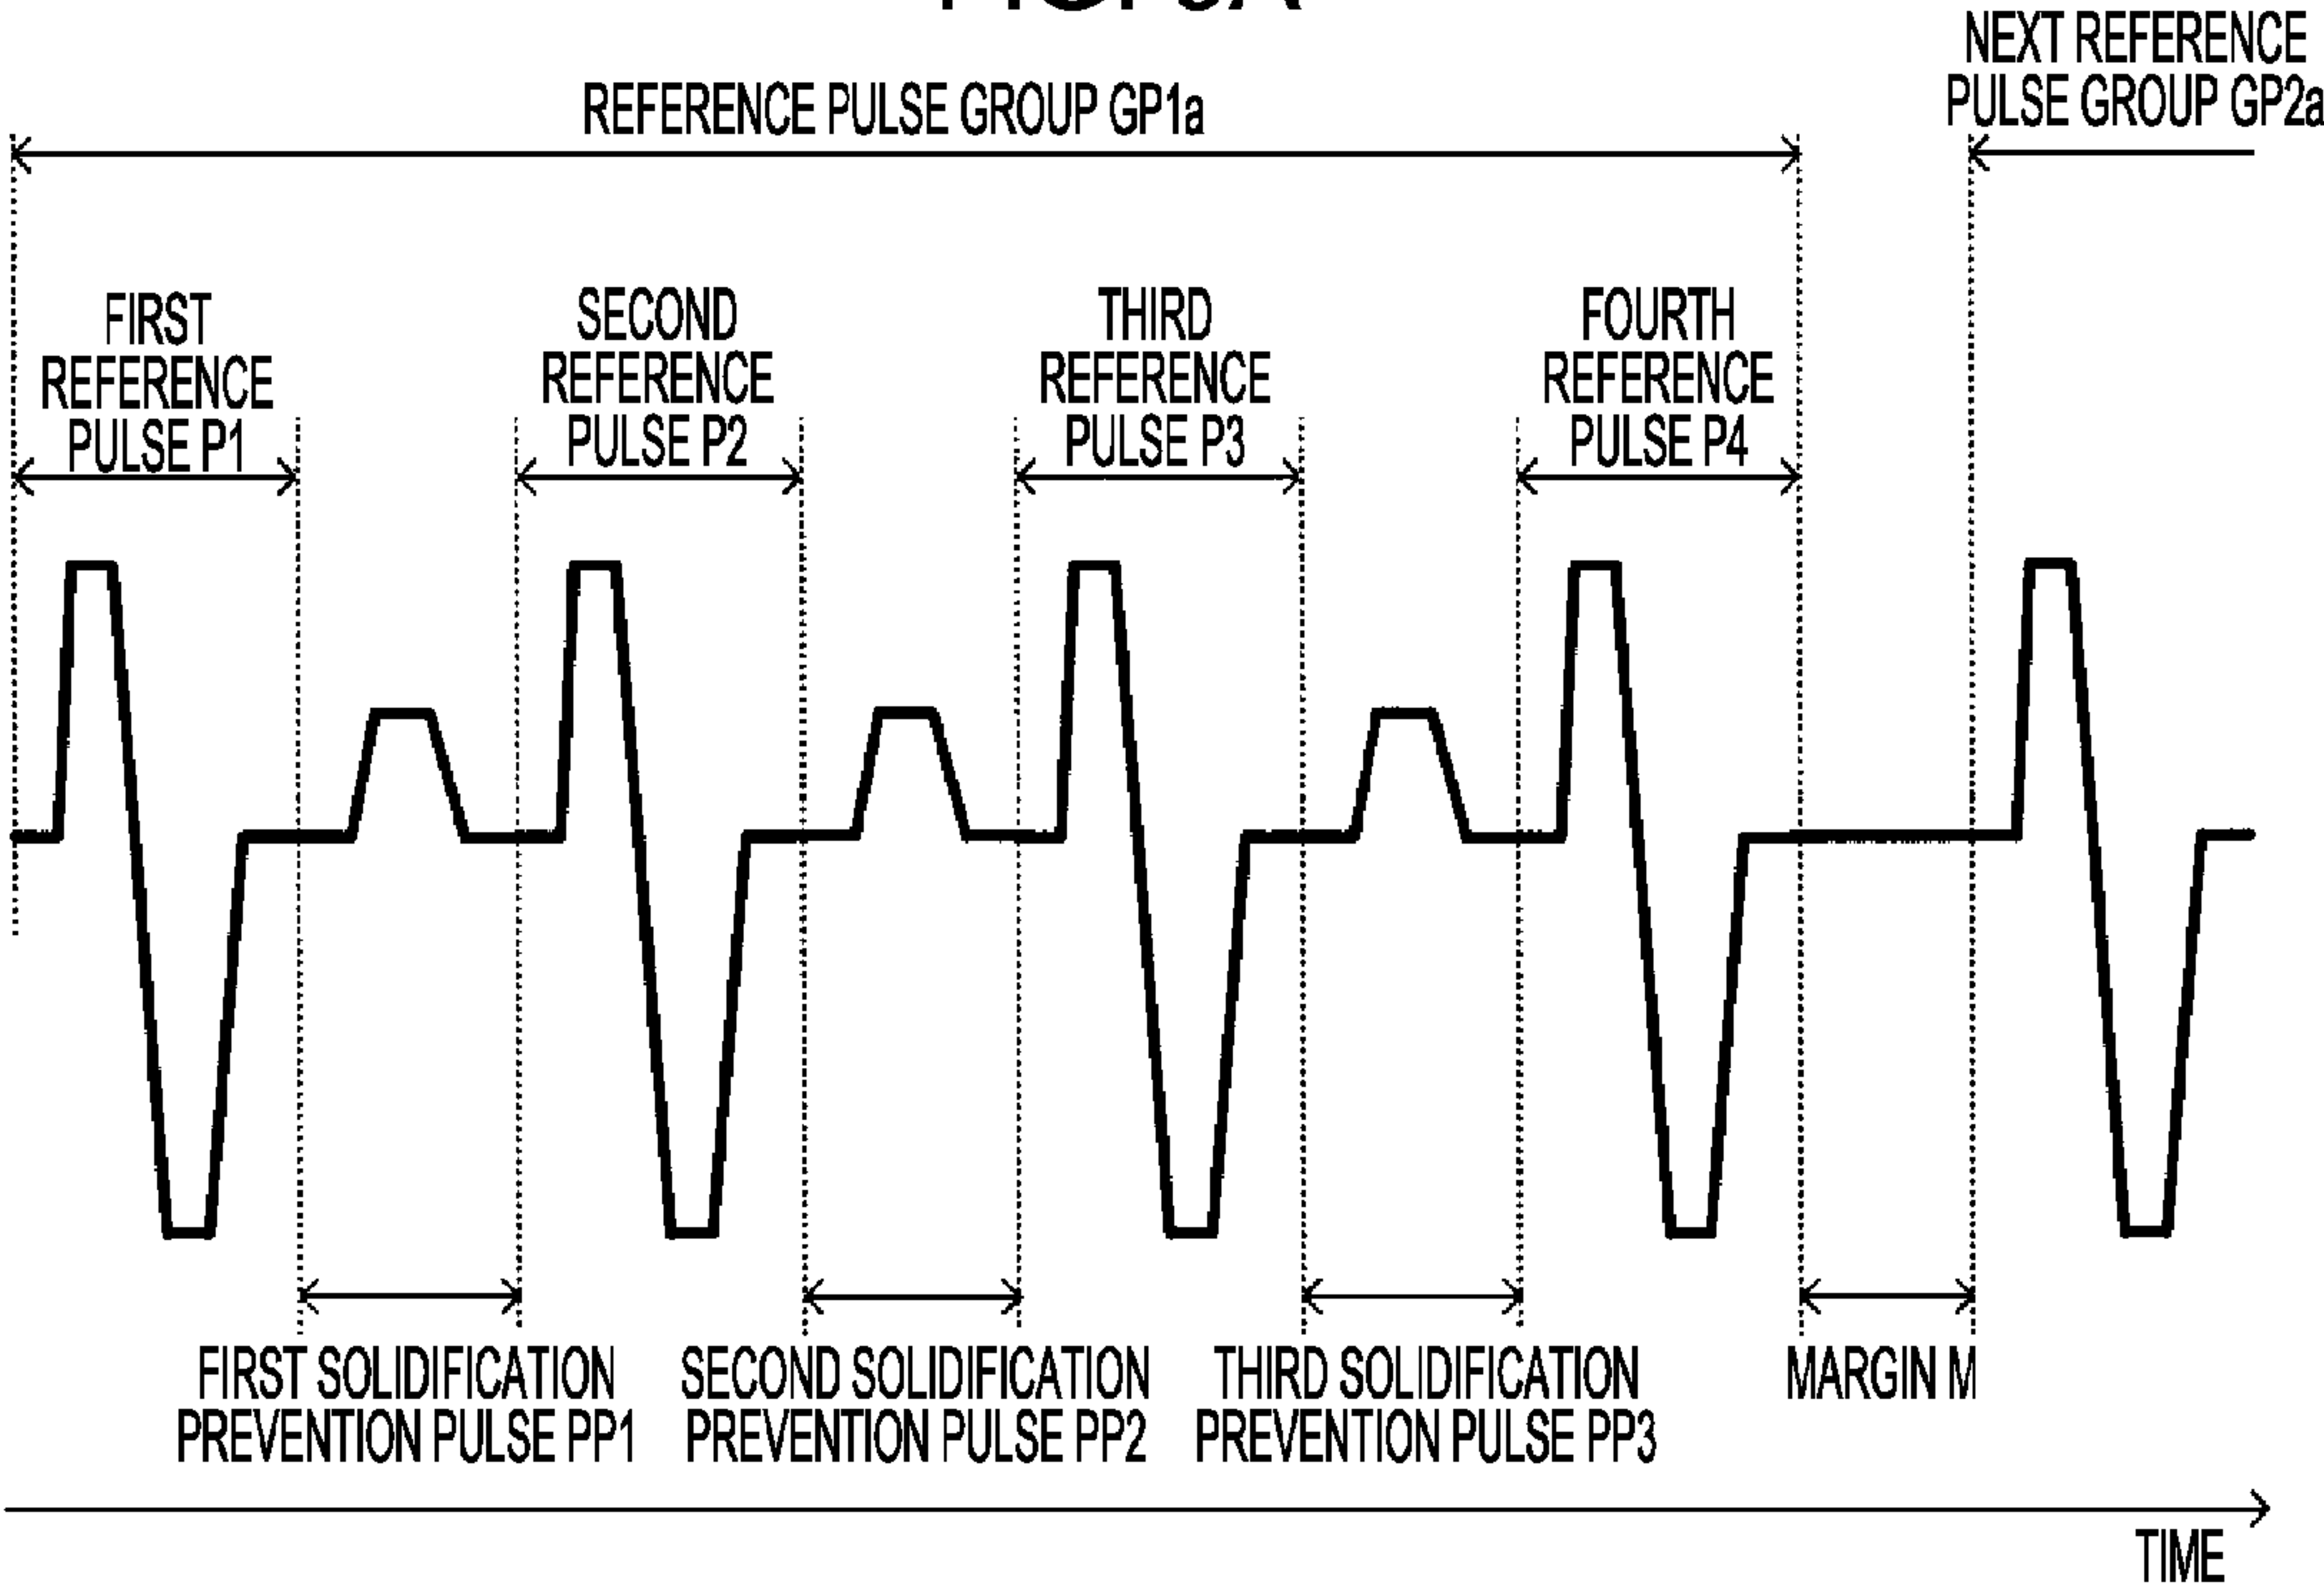 REFERENCE PULSE GROUP GP1a
NEXT REFERENCE
PULSE GROUP GP2a
FIRST
REFERENCE
PULSE P1
SECOND
REFERENCE
PULSE P2
THIRD
REFERENCE
PULSE P3
FOURTH
REFERENCE
PULSE P4
FIRST SOLIDIFICATION
PREVENTION PULSE PP1
SECOND SOLIDIFICATION
PREVENTION PULSE PP2
THIRD SOLIDIFICATION
PREVENTION PULSE PP3
MARGIN M
TIME